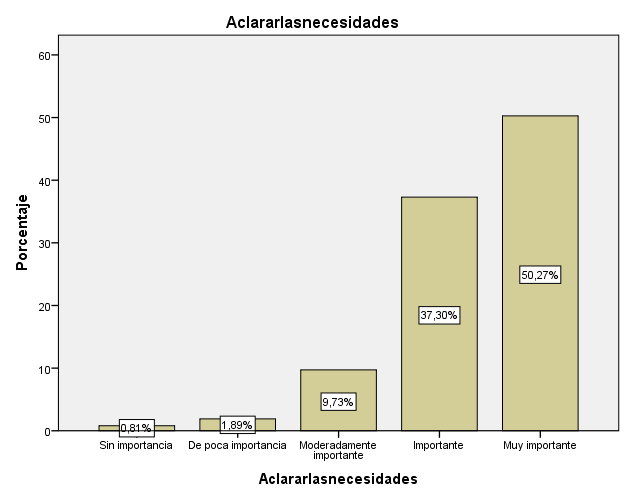 Aclararlasnecesidades
Porcentaje
60
50
40
30
20
10
0
0,81%
1,89%
9,73%
37,30%
50,27%
Sin importancia
De poca importancia
Moderadamente
importante
Importante
Muy importante
Aclararlasnecesidades